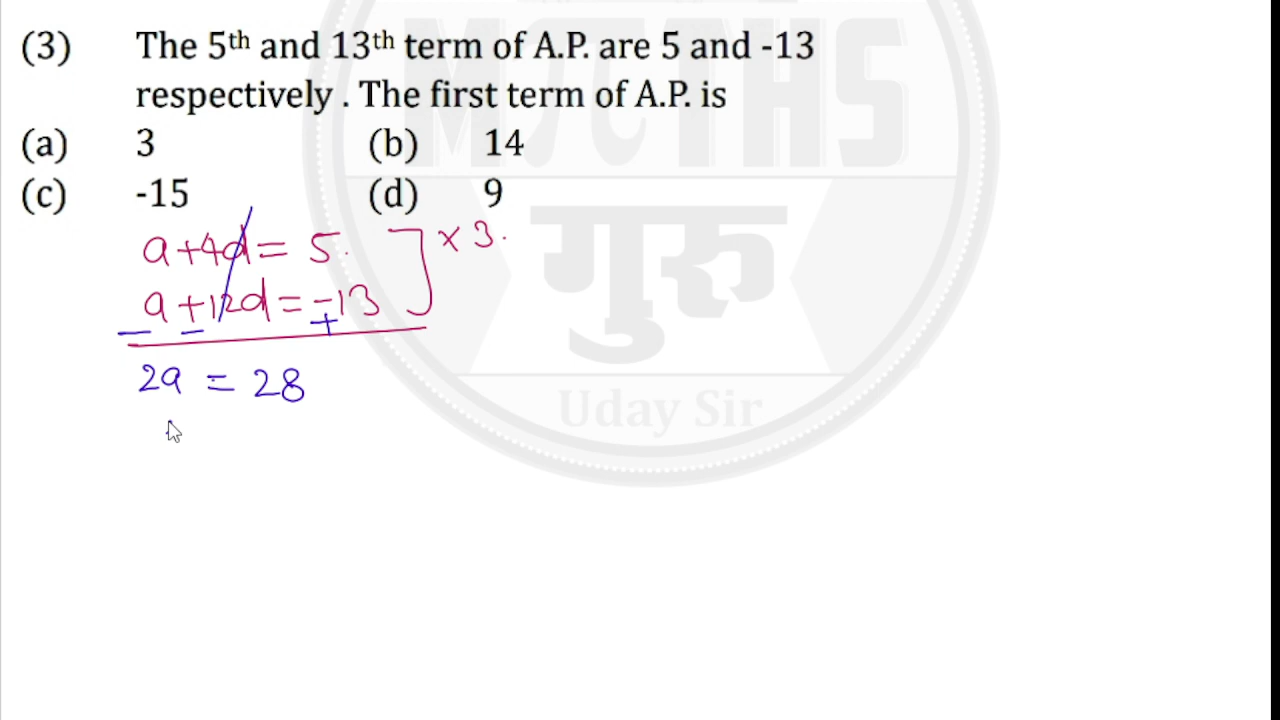 (3) The 5th and 13th term of A.P. are 5 and -13
respectively . The first term of A.P. is
(a) 3 (b) 14
(c) -15 (d) 9
a+4d = 5. ] × 3.
a+12d = -13
− − +
2a = 28
MπCTHS
गुरु
Uday Sir